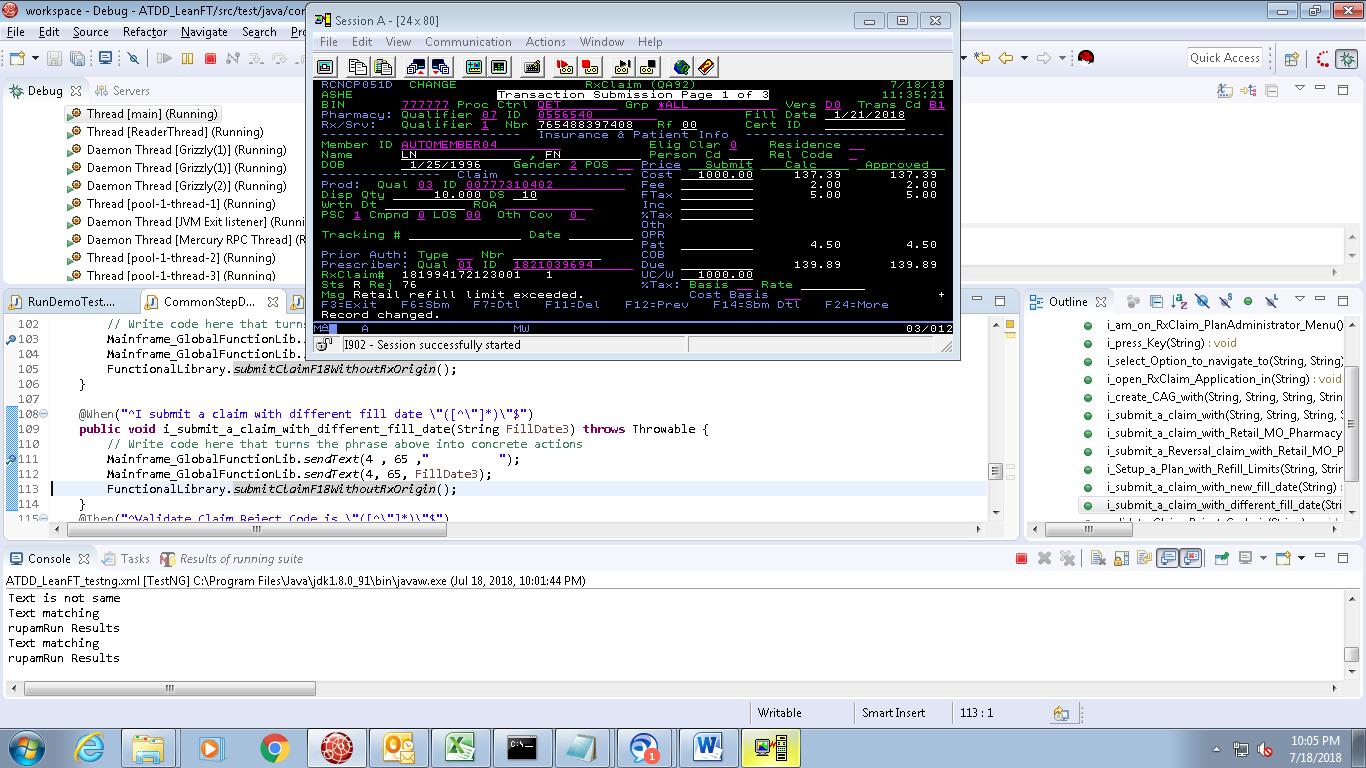 workspace - Debug - ATDD_LeanFT/src/test/java/cor
File Edit Source Refactor Navigate Search
Quick Access
Session A - [24 x 80]
File Edit View Communication Actions Window Help
RCNCP051D CHANGE RxClaim (QA92) 7/18/18
ASHE Transaction Submission Page 1 of 3 11:35:21
BIN 777777 Proc Ctrl QET Grp *ALL Vers D0 Trans Cd B1
Pharmacy: Qualifier 07 ID 0556540 Fill Date 1/21/2018
Rx/Srv: Qualifier 1 Nbr 765488397408 Rf 00 Cert ID
Insurance & Patient Info
Member ID AUTOMEMBER04 Elig Clar 0 Residence
Name LN , FN Person Cd Rel Code
DOB 1/25/1996 Gender 2 POS Price Submit Calc Approved
Claim Cost 1000.00 137.39 137.39
Prod: Qual 03 ID 00777310402 Fee 2.00 2.00
Disp Qty 10.000 DS 10 FTax 5.00 5.00
Wrtn Dt ROA Inc
PSC 1 Cmpnd 0 LOS 00 Oth Cov 0 %Tax
Oth
Tracking # Date OPR
Pat 4.50 4.50
Prior Auth: Type Nbr COB
Prescriber: Qual 01 ID 1821039694 Due 139.89 139.89
RxClaim# 181994172123001 1 UC/W 1000.00
Sts R Rej 76 %Tax: Basis Rate
Msg Retail refill limit exceeded. Cost Basis +
F3=Exit F6=Sbm F7=Dtl F11=Del F12=Prev F14=Sbm Dtl F24=More
Record changed.
MA A MW 03/012
I902 - Session successfully started
Debug Servers
Thread [main] (Running)
Thread [ReaderThread] (Running)
Daemon Thread [Grizzly(1)] (Running)
Daemon Thread [Grizzly(1)] (Running)
Daemon Thread [Grizzly(2)] (Running)
Thread [pool-1-thread-1] (Running)
Daemon Thread [JVM Exit listener] (Runni
Daemon Thread [Mercury RPC Thread] (R
Thread [pool-1-thread-2] (Running)
Thread [pool-1-thread-3] (Running)
RunDemoTest.... CommonStepD...
102 // Write code here that turns
103 Mainframe_GlobalFunctionLib.
104 Mainframe_GlobalFunctionLib.
105 FunctionalLibrary.submitClaimF18WithoutRxOrigin();
106 }
107
108 @When("^I submit a claim with different fill date \"([^\"]*)\"$")
109 public void i_submit_a_claim_with_different_fill_date(String FillDate3) throws Throwable {
110 // Write code here that turns the phrase above into concrete actions
111 Mainframe_GlobalFunctionLib.sendText(4 , 65 ,"          ");
112 Mainframe_GlobalFunctionLib.sendText(4, 65, FillDate3);
113 FunctionalLibrary.submitClaimF18WithoutRxOrigin();
114 }
115 @Then("^Validate Claim Reject Code is \"([^\"]*)\"$")
Outline
i_am_on_RxClaim_PlanAdministrator_Menu()
i_press_Key(String) : void
i_select_Option_to_navigate_to(String, String)
i_open_RxClaim_Application_in(String) : void
i_create_CAG_with(String, String, String, Strin
i_submit_a_claim_with(String, String, String, S
i_submit_a_claim_with_Retail_MO_Pharmacy
i_submit_a_Reversal_claim_with_Retail_MO_P
i_Setup_a_Plan_with_Refill_Limits(String, Strin
i_submit_a_claim_with_new_fill_date(String) :
i_submit_a_claim_with_different_fill_date(Stri
Console Tasks Results of running suite
ATDD_LeanFT_testng.xml [TestNG] C:\Program Files\Java\jdk1.8.0_91\bin\javaw.exe (Jul 18, 2018, 10:01:44 PM)
Text is not same
Text matching
rupamRun Results
Text matching
rupamRun Results
Writable Smart Insert 113 : 1
1
10:05 PM
7/18/2018